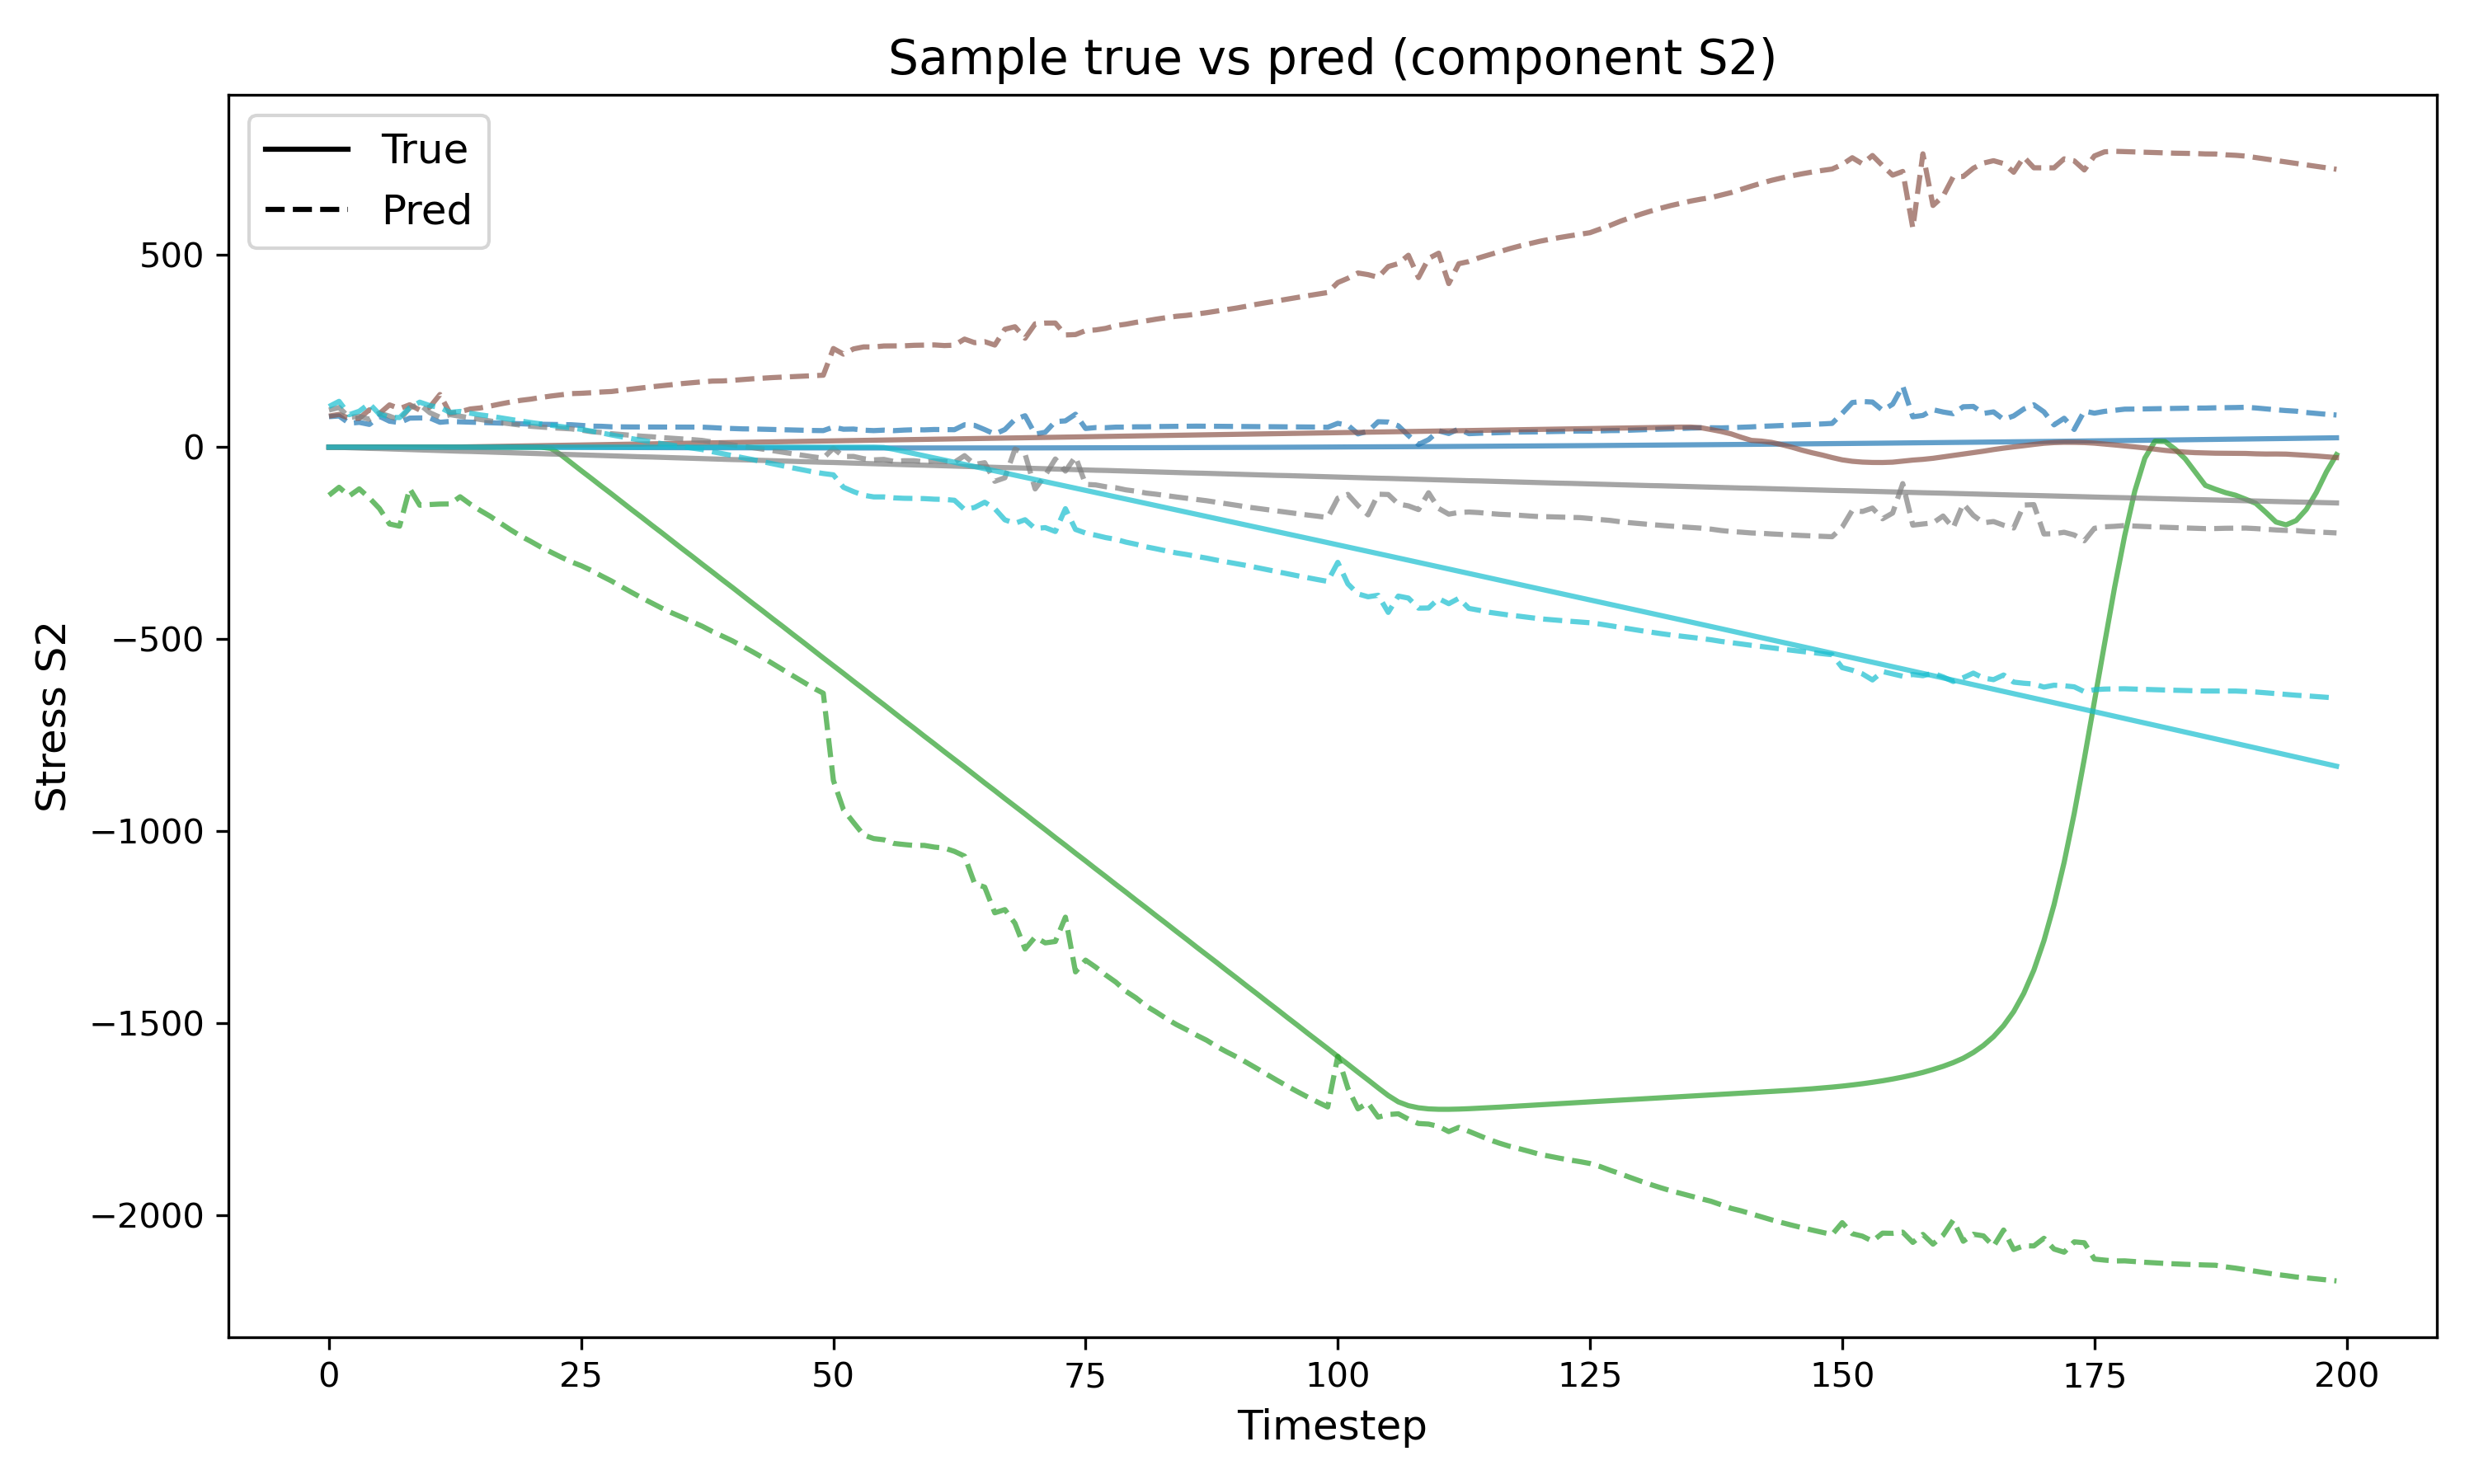 Sample true vs pred (component S2)
True
Pred
500
0
−500
−1000
−1500
−2000
Stress S2
0 25 50 75 100 125 150 175 200
Timestep